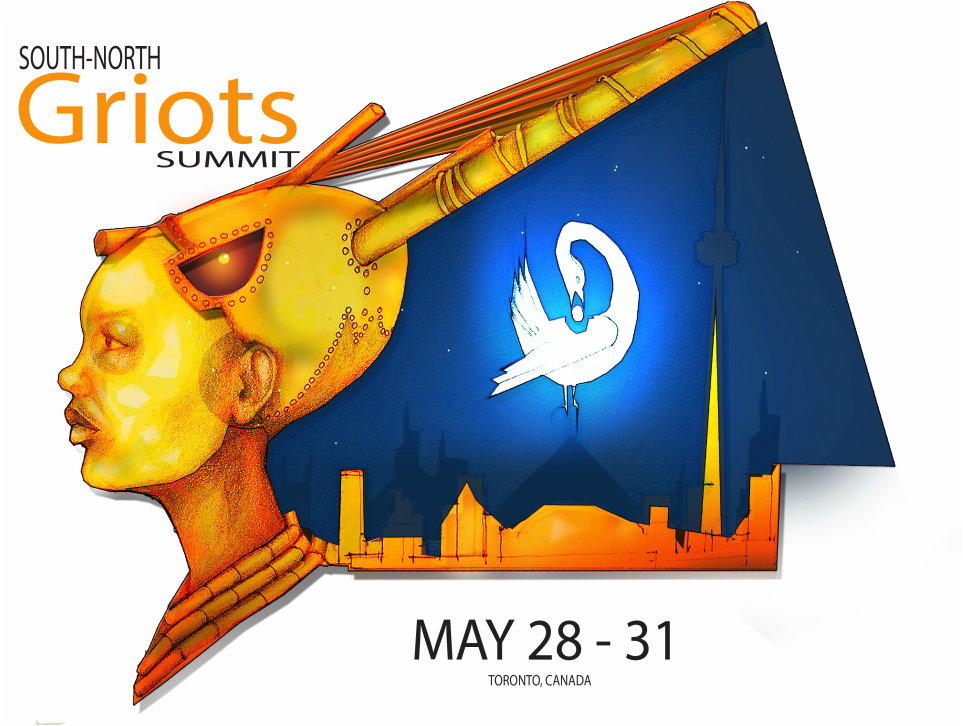 SOUTH-NORTH
Griots
SUMMIT
MAY 28 - 31
TORONTO, CANADA